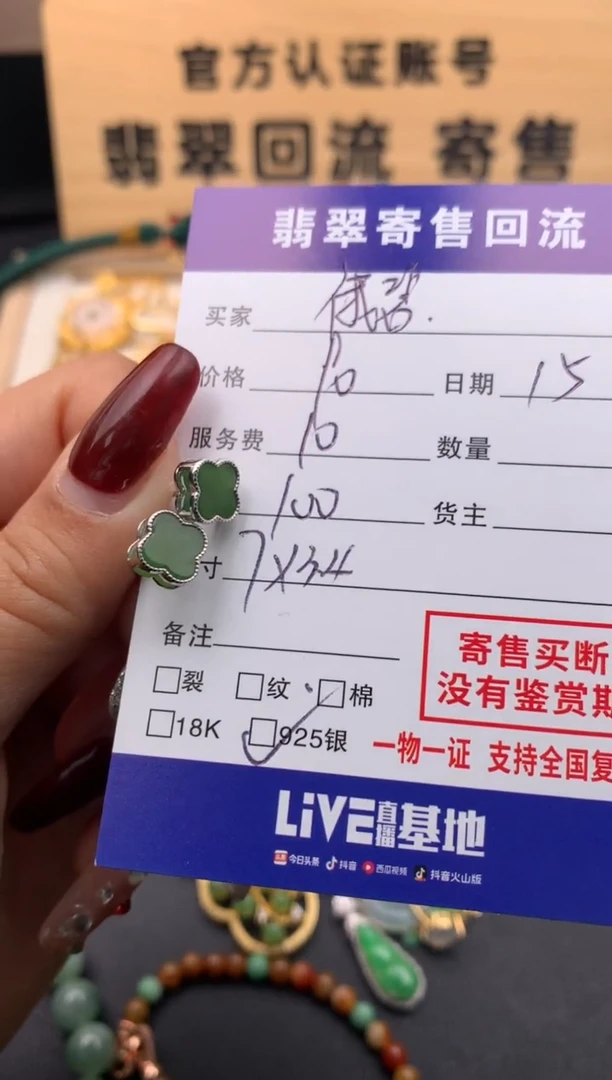 官方认证账号
翡翠回流 寄售
翡翠寄售回流
买家
价格 10 日期 15
服务费 10 数量
100 货主
寸 7X3.4
备注
裂 纹 棉
18K 925银
寄售买断
没有鉴赏期
一物一证 支持全国复
LiVE直播基地
今日头条 抖音 西瓜视频 抖音火山版